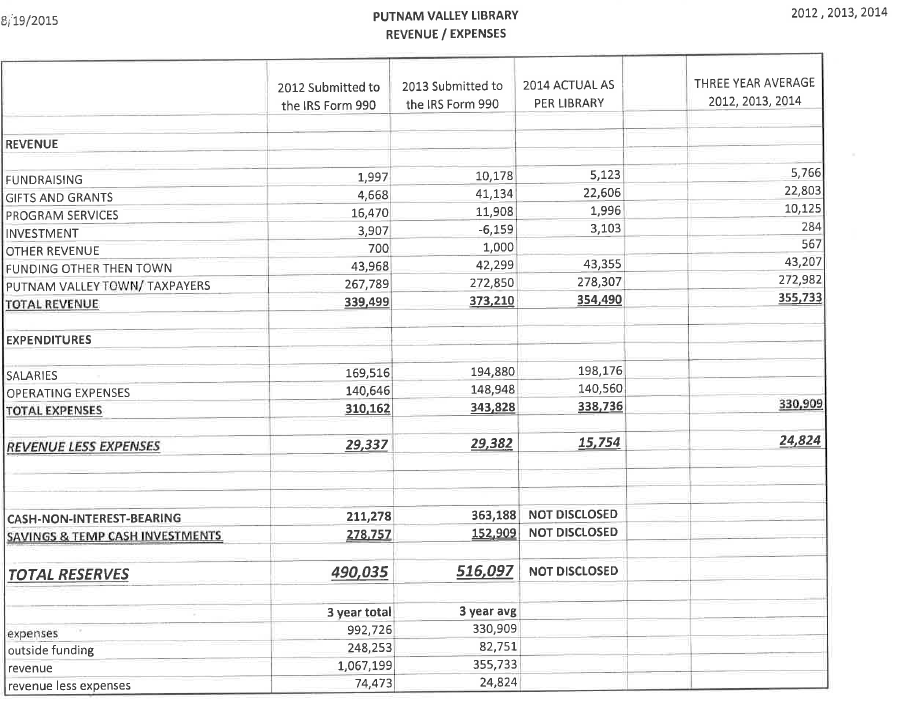 8/19/2015
PUTNAM VALLEY LIBRARY
REVENUE / EXPENSES
2012 , 2013, 2014
2012 Submitted to the IRS Form 990 2013 Submitted to the IRS Form 990 2014 ACTUAL AS PER LIBRARY THREE YEAR AVERAGE 2012, 2013, 2014
REVENUE
FUNDRAISING 1,997 10,178 5,123 5,766
GIFTS AND GRANTS 4,668 41,134 22,606 22,803
PROGRAM SERVICES 16,470 11,908 1,996 10,125
INVESTMENT 3,907 -6,159 3,103 284
OTHER REVENUE 700 1,000 567
FUNDING OTHER THEN TOWN 43,968 42,299 43,355 43,207
PUTNAM VALLEY TOWN/ TAXPAYERS 267,789 272,850 278,307 272,982
TOTAL REVENUE 339,499 373,210 354,490 355,733
EXPENDITURES
SALARIES 169,516 194,880 198,176
OPERATING EXPENSES 140,646 148,948 140,560
TOTAL EXPENSES 310,162 343,828 338,736 330,909
REVENUE LESS EXPENSES 29,337 29,382 15,754 24,824
CASH-NON-INTEREST-BEARING 211,278 363,188 NOT DISCLOSED
SAVINGS & TEMP CASH INVESTMENTS 278,757 152,909 NOT DISCLOSED
TOTAL RESERVES 490,035 516,097 NOT DISCLOSED
3 year total 3 year avg
expenses 992,726 330,909
outside funding 248,253 82,751
revenue 1,067,199 355,733
revenue less expenses 74,473 24,824